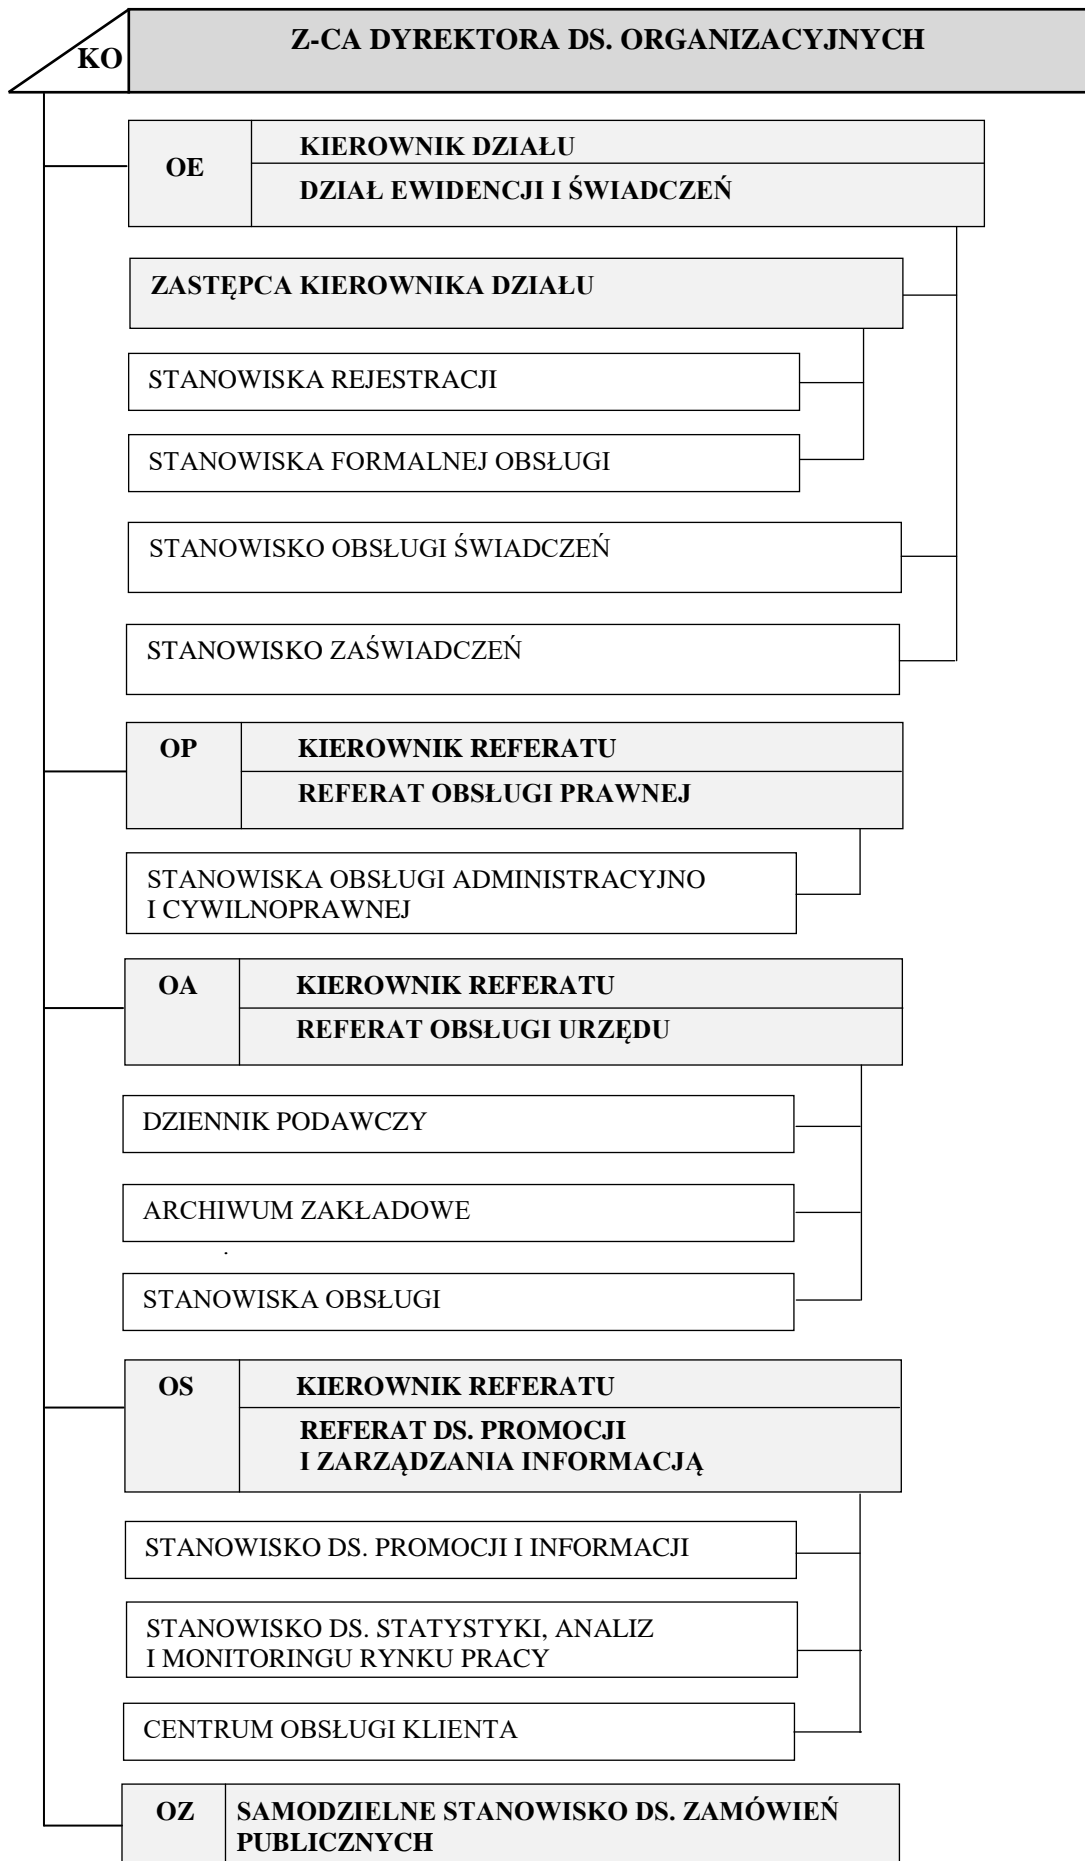 KO
Z-CA DYREKTORA DS. ORGANIZACYJNYCH
OE
KIEROWNIK DZIAŁU
DZIAŁ EWIDENCJI I ŚWIADCZEŃ
ZASTĘPCA KIEROWNIKA DZIAŁU
STANOWISKA REJESTRACJI
STANOWISKA FORMALNEJ OBSŁUGI
STANOWISKO OBSŁUGI ŚWIADCZEŃ
STANOWISKO ZAŚWIADCZEŃ
OP
KIEROWNIK REFERATU
REFERAT OBSŁUGI PRAWNEJ
STANOWISKA OBSŁUGI ADMINISTRACYJNO
I CYWILNOPRAWNEJ
OA
KIEROWNIK REFERATU
REFERAT OBSŁUGI URZĘDU
DZIENNIK PODAWCZY
ARCHIWUM ZAKŁADOWE
.
STANOWISKA OBSŁUGI
OS
KIEROWNIK REFERATU
REFERAT DS. PROMOCJI
I ZARZĄDZANIA INFORMACJĄ
STANOWISKO DS. PROMOCJI I INFORMACJI
STANOWISKO DS. STATYSTYKI, ANALIZ
I MONITORINGU RYNKU PRACY
CENTRUM OBSŁUGI KLIENTA
OZ
SAMODZIELNE STANOWISKO DS. ZAMÓWIEŃ
PUBLICZNYCH